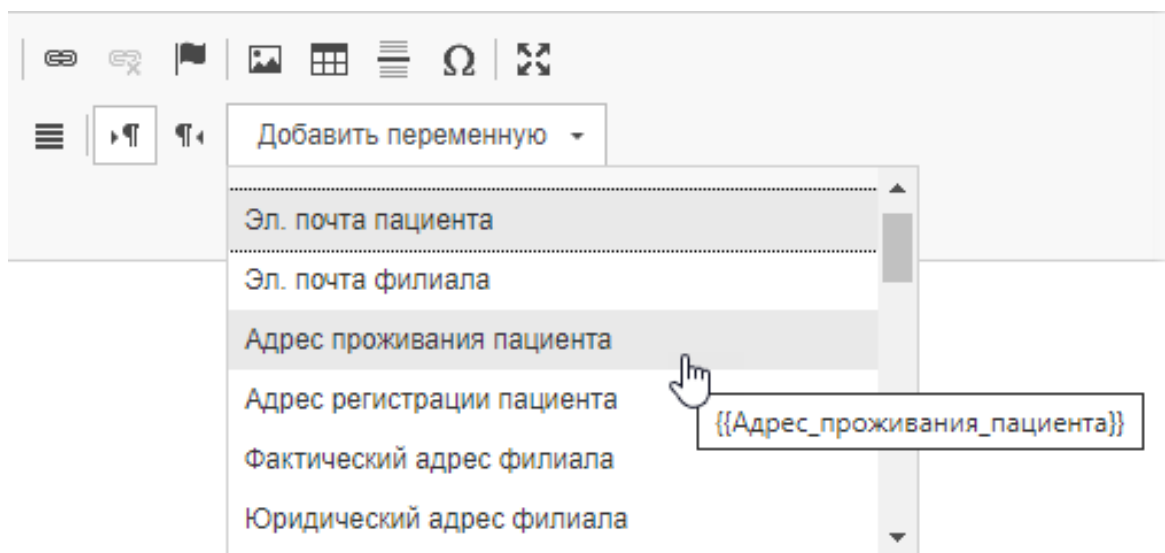 Добавить переменную
Эл. почта пациента
Эл. почта филиала
Адрес проживания пациента
Адрес регистрации пациента
{{Адрес_проживания_пациента}}
Фактический адрес филиала
Юридический адрес филиала